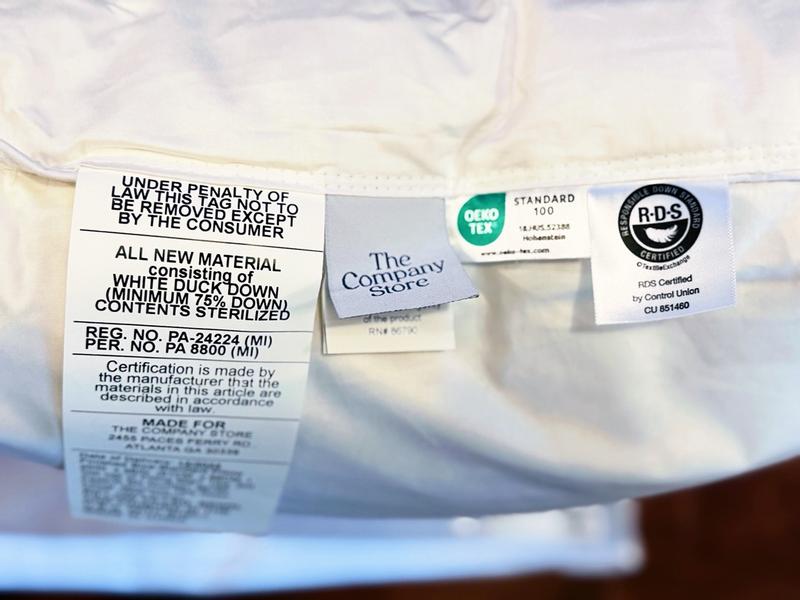 UNDER PENALTY OF
LAW THIS TAG NOT TO
BE REMOVED EXCEPT
BY THE CONSUMER
ALL NEW MATERIAL
consisting of
WHITE DUCK DOWN
(MINIMUM 75% DOWN)
CONTENTS STERILIZED
REG. NO. PA-24224 (MI)
PER. NO. PA 8800 (MI)
Certification is made by
the manufacturer that the
materials in this article are
described in accordance
with law.
MADE FOR
THE COMPANY STORE
2455 PACES FERRY RD
ATLANTA GA 30339
The
Company
Store
of the product
RN# 86790
OEKO
TEX®
STANDARD
100
Hohenstein
www.oeko-tex.com
RESPONSIBLE DOWN STANDARD
R·D·S
CERTIFIED
©TextileExchange
RDS Certified
by Control Union
CU 851460